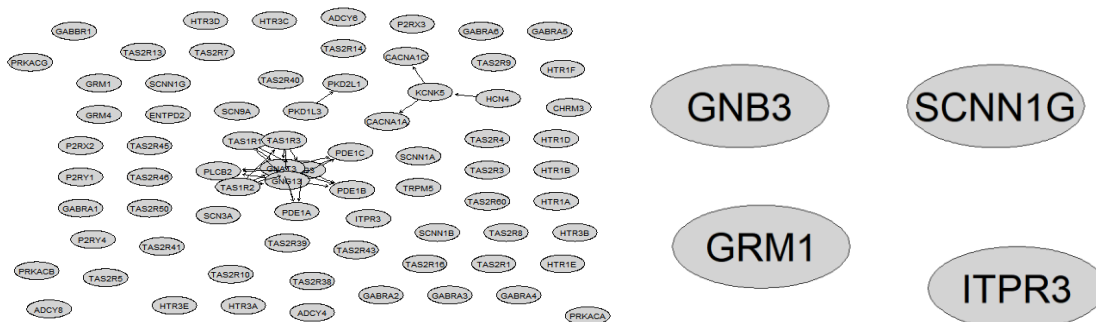 HTR3D
HTR3C
ADCY6
P2RX3
GABBR1
GABRA6
GABRA5
TAS2R13
TAS2R7
TAS2R14
CACNA1C
PRKACG
TAS2R9
HTR1F
GRM1
SCNN1G
TAS2R40
PKD2L1
KCNK5
HCN4
CHRM3
GRM4
ENTPD2
SCN9A
PKD1L3
CACNA1A
P2RX2
TAS2R45
TAS1R1
TAS1R3
TAS2R4
HTR1D
PDE1C
SCNN1A
PLCB2
GNAT3
TAS2R3
HTR1B
P2RY1
TAS2R46
GNG13
TAS1R2
PDE1B
TRPM5
TAS2R60
HTR1A
GABRA1
TAS2R50
SCN3A
PDE1A
ITPR3
P2RY4
TAS2R41
TAS2R39
TAS2R43
SCNN1B
TAS2R8
HTR3B
PRKACB
TAS2R5
TAS2R10
TAS2R38
TAS2R16
TAS2R1
HTR1E
GABRA2
GABRA3
GABRA4
ADCY8
HTR3E
HTR3A
ADCY4
PRKACA
GNB3
SCNN1G
GRM1
ITPR3